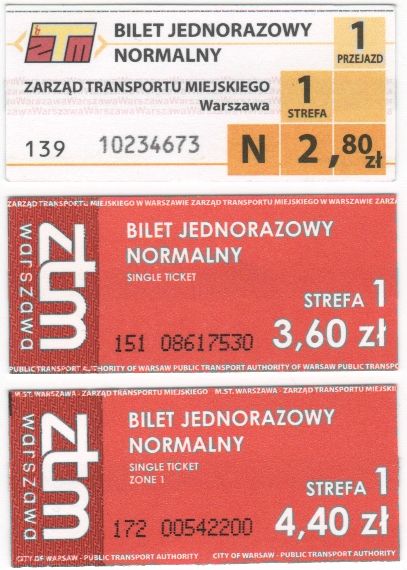 ZTM
BILET JEDNORAZOWY
NORMALNY
1
PRZEJAZD
ZARZĄD TRANSPORTU MIEJSKIEGO
Warszawa
1
STREFA
139 10234673
N 2,80 zł
ZARZĄD TRANSPORTU MIEJSKIEGO W WARSZAWIE ZARZĄD TRANSPORTU MIEJSKIEGO W WARSZAWIE
ztm
warszawa
BILET JEDNORAZOWY
NORMALNY
SINGLE TICKET
STREFA 1
151 08617530
3,60 zł
PUBLIC TRANSPORT AUTHORITY OF WARSAW PUBLIC TRANSPORT AUTHORITY OF WARSAW
M.ST. WARSZAWA - ZARZĄD TRANSPORTU MIEJSKIEGO M.ST. WARSZAWA - ZARZĄD TRANSPORTU
ztm
warszawa
BILET JEDNORAZOWY
NORMALNY
SINGLE TICKET
ZONE 1
STREFA 1
172 00542200
4,40 zł
CITY OF WARSAW - PUBLIC TRANSPORT AUTHORITY CITY OF WARSAW - PUBLIC TRANSPORT AUTHORITY